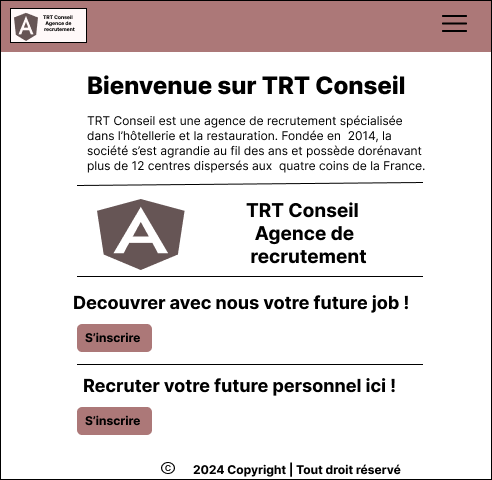 TRT Conseil
Agence de
recrutement
Bienvenue sur TRT Conseil
TRT Conseil est une agence de recrutement spécialisée
dans l'hôtellerie et la restauration. Fondée en  2014, la
société s'est agrandie au fil des ans et possède dorénavant
plus de 12 centres dispersés aux  quatre coins de la France.
A
TRT Conseil
Agence de
recrutement
Decouvrer avec nous votre future job !
S'inscrire
Recruter votre future personnel ici !
S'inscrire
© 2024 Copyright | Tout droit réservé